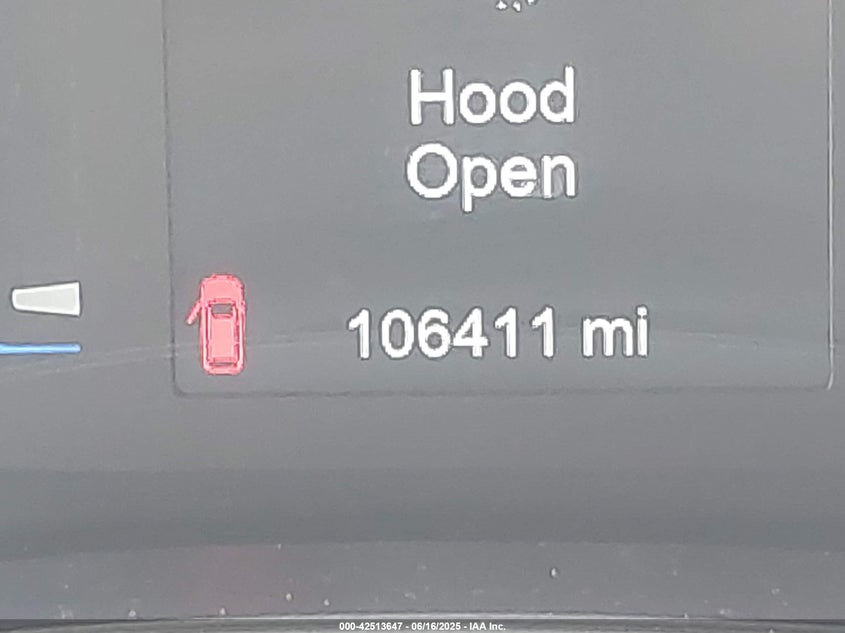 Hood
Open
106411 mi
000-42513647 - 06/16/2025 - IAA Inc.